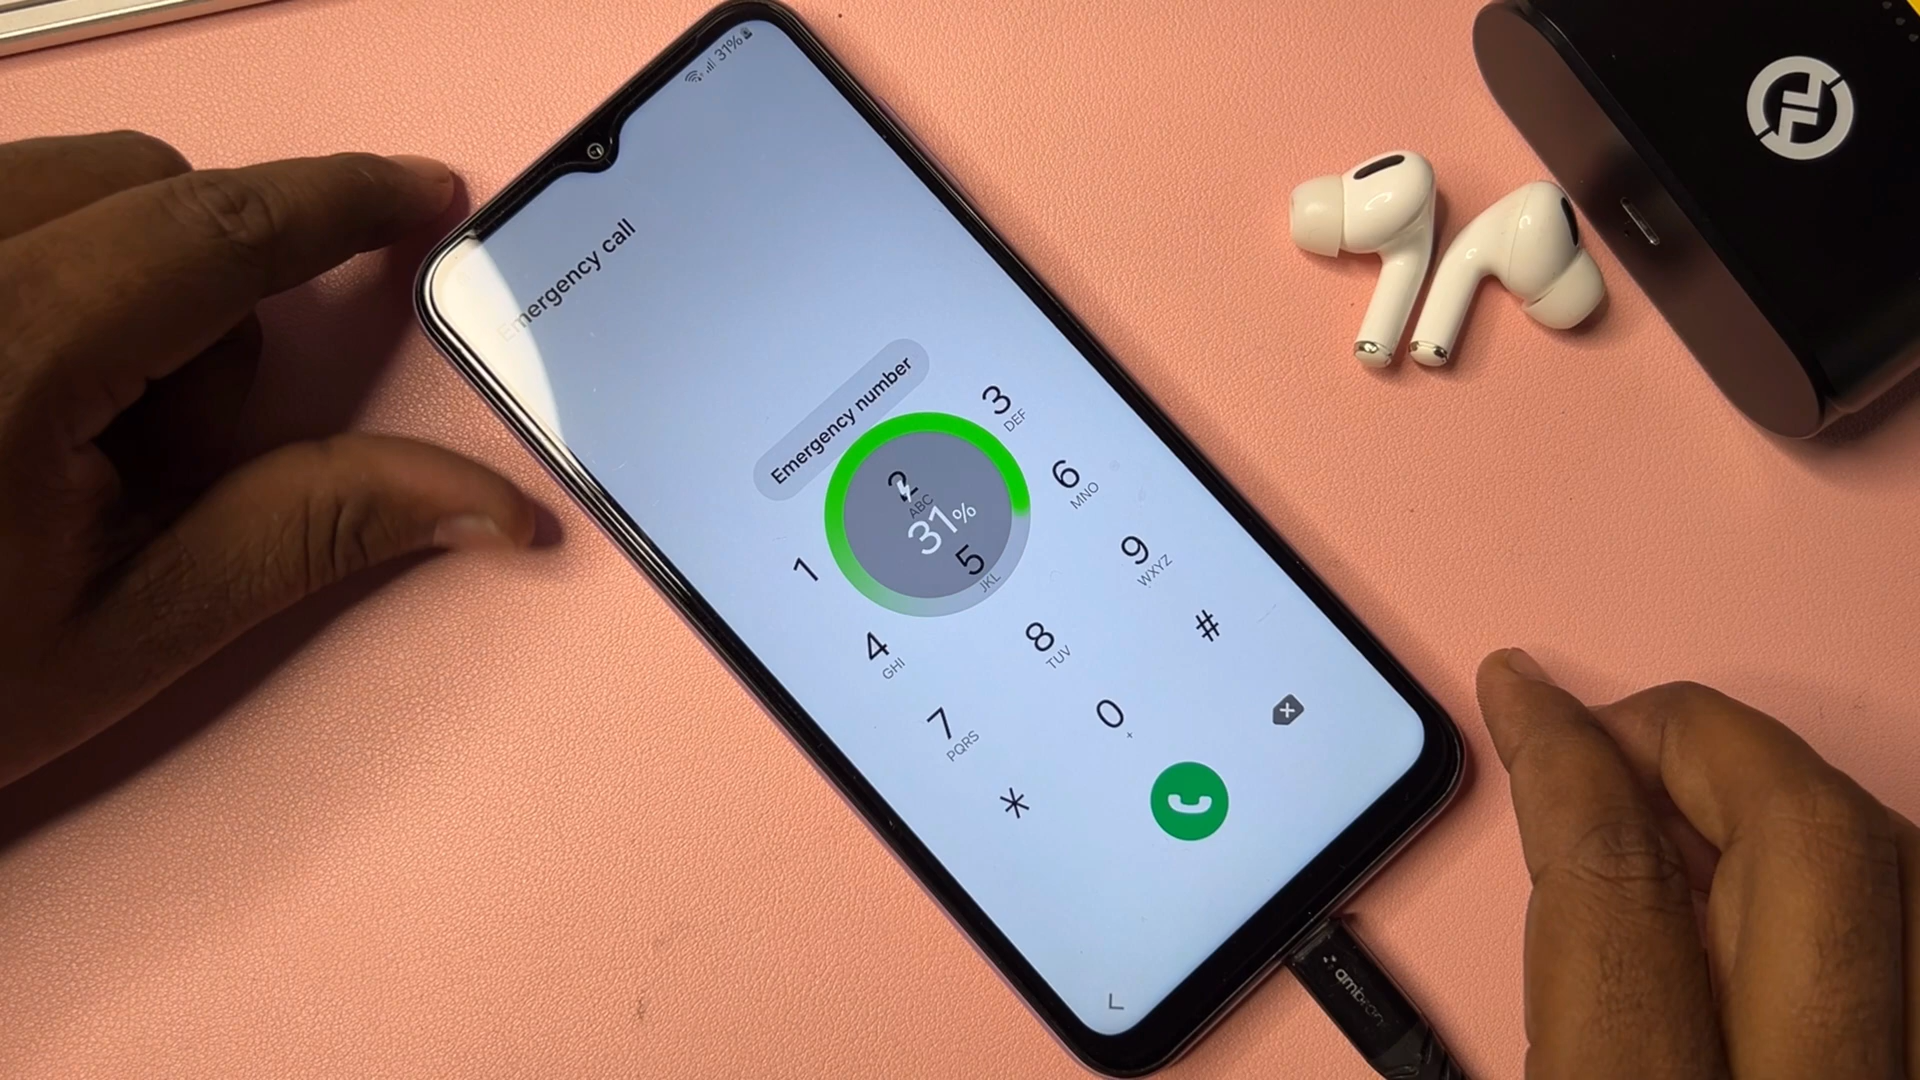 31%
Emergency call
Emergency number
31%
1
2
ABC
3
DEF
4
GHI
5
JKL
6
MNO
7
PQRS
8
TUV
9
WXYZ
*
0
+
#
ambrane